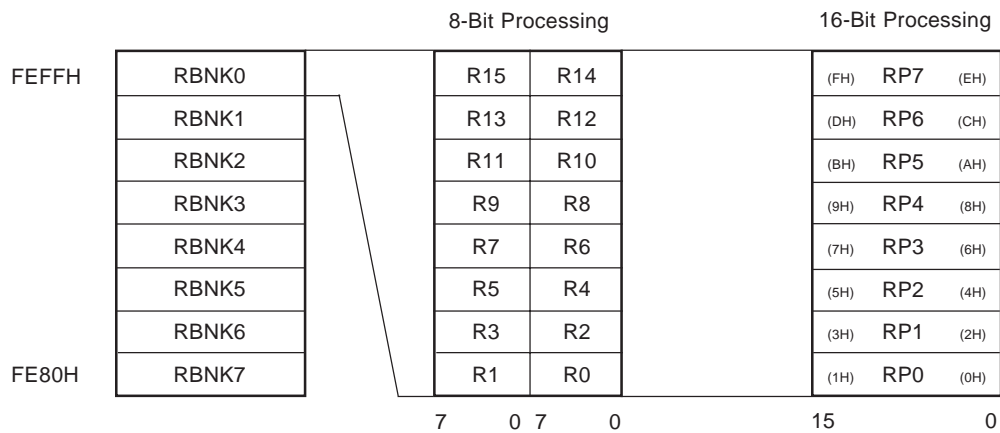 8-Bit Processing 16-Bit Processing
FEFFH RBNK0 R15 R14 (FH) RP7 (EH)
RBNK1 R13 R12 (DH) RP6 (CH)
RBNK2 R11 R10 (BH) RP5 (AH)
RBNK3 R9 R8 (9H) RP4 (8H)
RBNK4 R7 R6 (7H) RP3 (6H)
RBNK5 R5 R4 (5H) RP2 (4H)
RBNK6 R3 R2 (3H) RP1 (2H)
FE80H RBNK7 R1 R0 (1H) RP0 (0H)
7 0 7 0 15 0